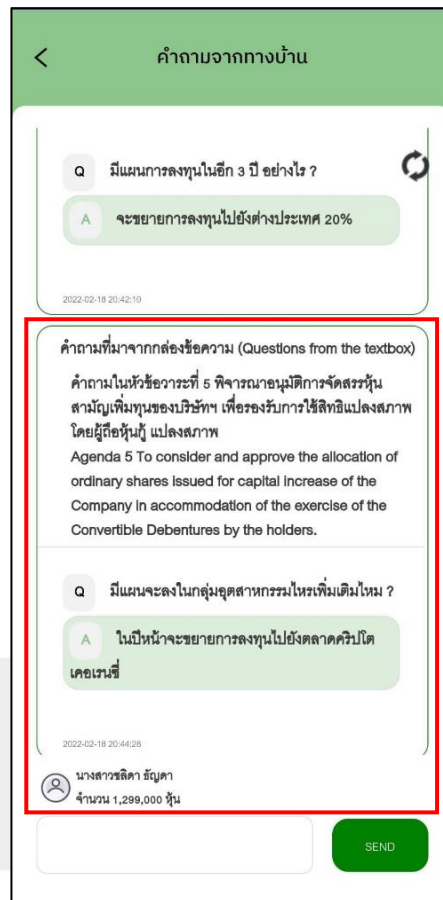 คำถามจากทางบ้าน
Q มีแผนการลงทุนในอีก 3 ปี อย่างไร ?
A จะขยายการลงทุนไปยังต่างประเทศ 20%
2022-02-18 20:42:10
คำถามที่มาจากกล่องข้อความ (Questions from the textbox)
คำถามในหัวข้อวาระที่ 5 พิจารณาอนุมัติการจัดสรรหุ้น
สามัญเพิ่มทุนของบริษัทฯ เพื่อรองรับการใช้สิทธิแปลงสภาพ
โดยผู้ถือหุ้นกู้ แปลงสภาพ
Agenda 5 To consider and approve the allocation of
ordinary shares issued for capital increase of the
Company in accommodation of the exercise of the
Convertible Debentures by the holders.
Q มีแผนจะลงในกลุ่มอุตสาหกรรมไหรเพิ่มเติมไหม ?
A ในปีหน้าจะขยายการลงทุนไปยังตลาดคริปโต
เคอเรนซี่
2022-02-18 20:44:28
นางสาวชลิดา ธัญดา
จำนวน 1,299,000 หุ้น
SEND